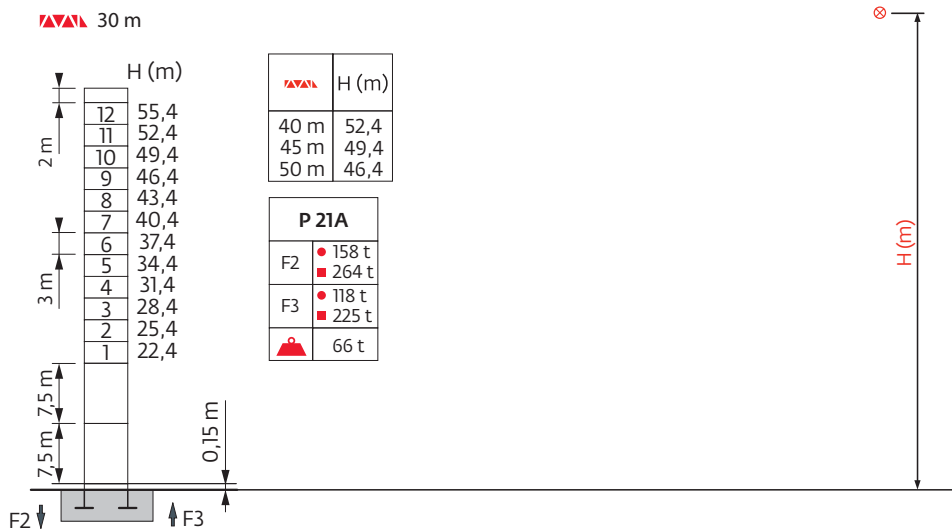 30 m
H (m)
12 55,4
11 52,4
10 49,4
9 46,4
8 43,4
7 40,4
6 37,4
5 34,4
4 31,4
3 28,4
2 25,4
1 22,4
2 m
3 m
7,5 m
7,5 m
0,15 m
F2
F3
H (m)
40 m 52,4
45 m 49,4
50 m 46,4
P 21A
F2 158 t
264 t
F3 118 t
225 t
66 t
H (m)